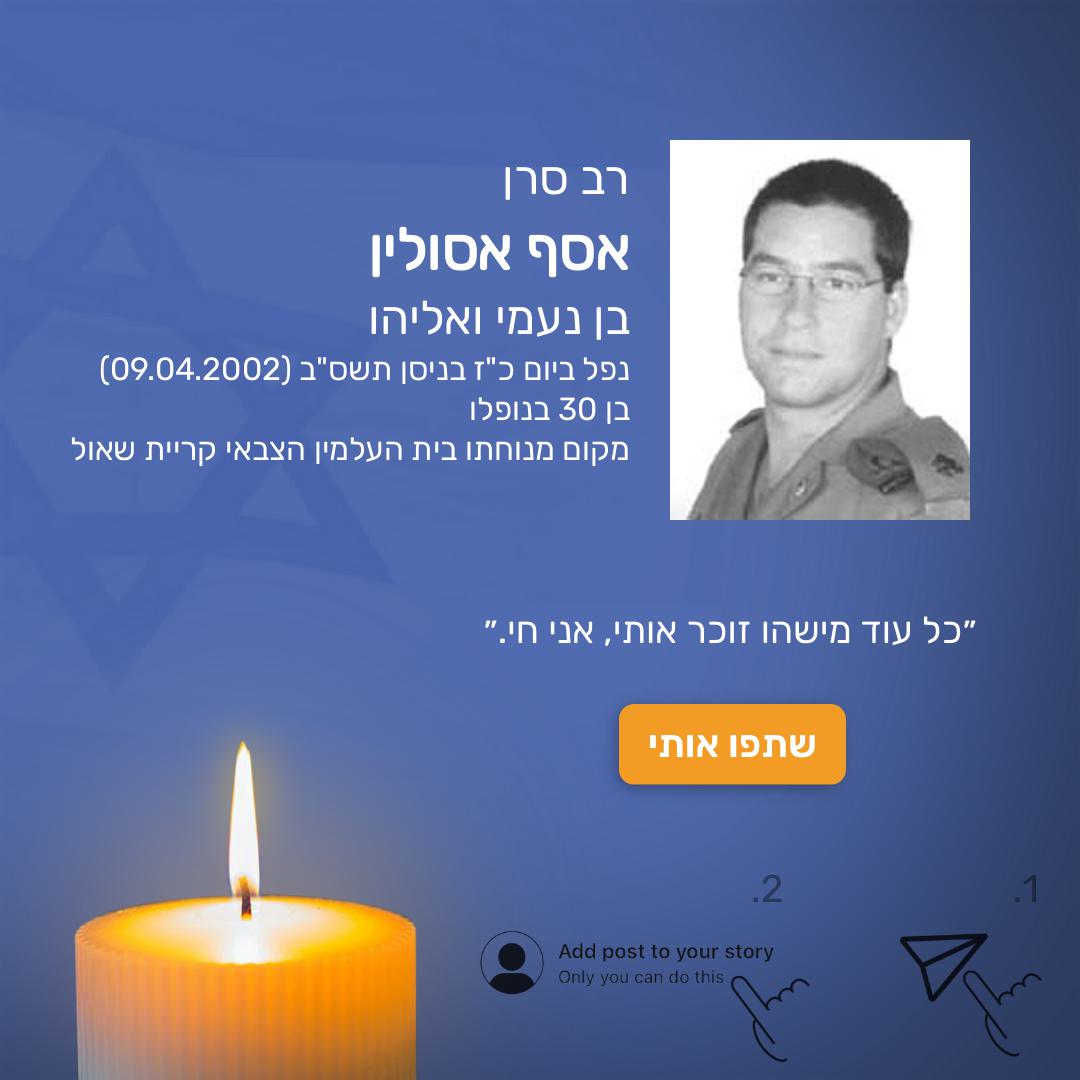 רב סרן
אסף אסולין
בן נעמי ואליהו
נפל ביום כ"ז בניסן תשס"ב (09.04.2002)
בן 30 בנופלו
מקום מנוחתו בית העלמין הצבאי קריית שאול
״כל עוד מישהו זוכר אותי, אני חי.״
שתפו אותי
1.
2.
Add post to your story
Only you can do this